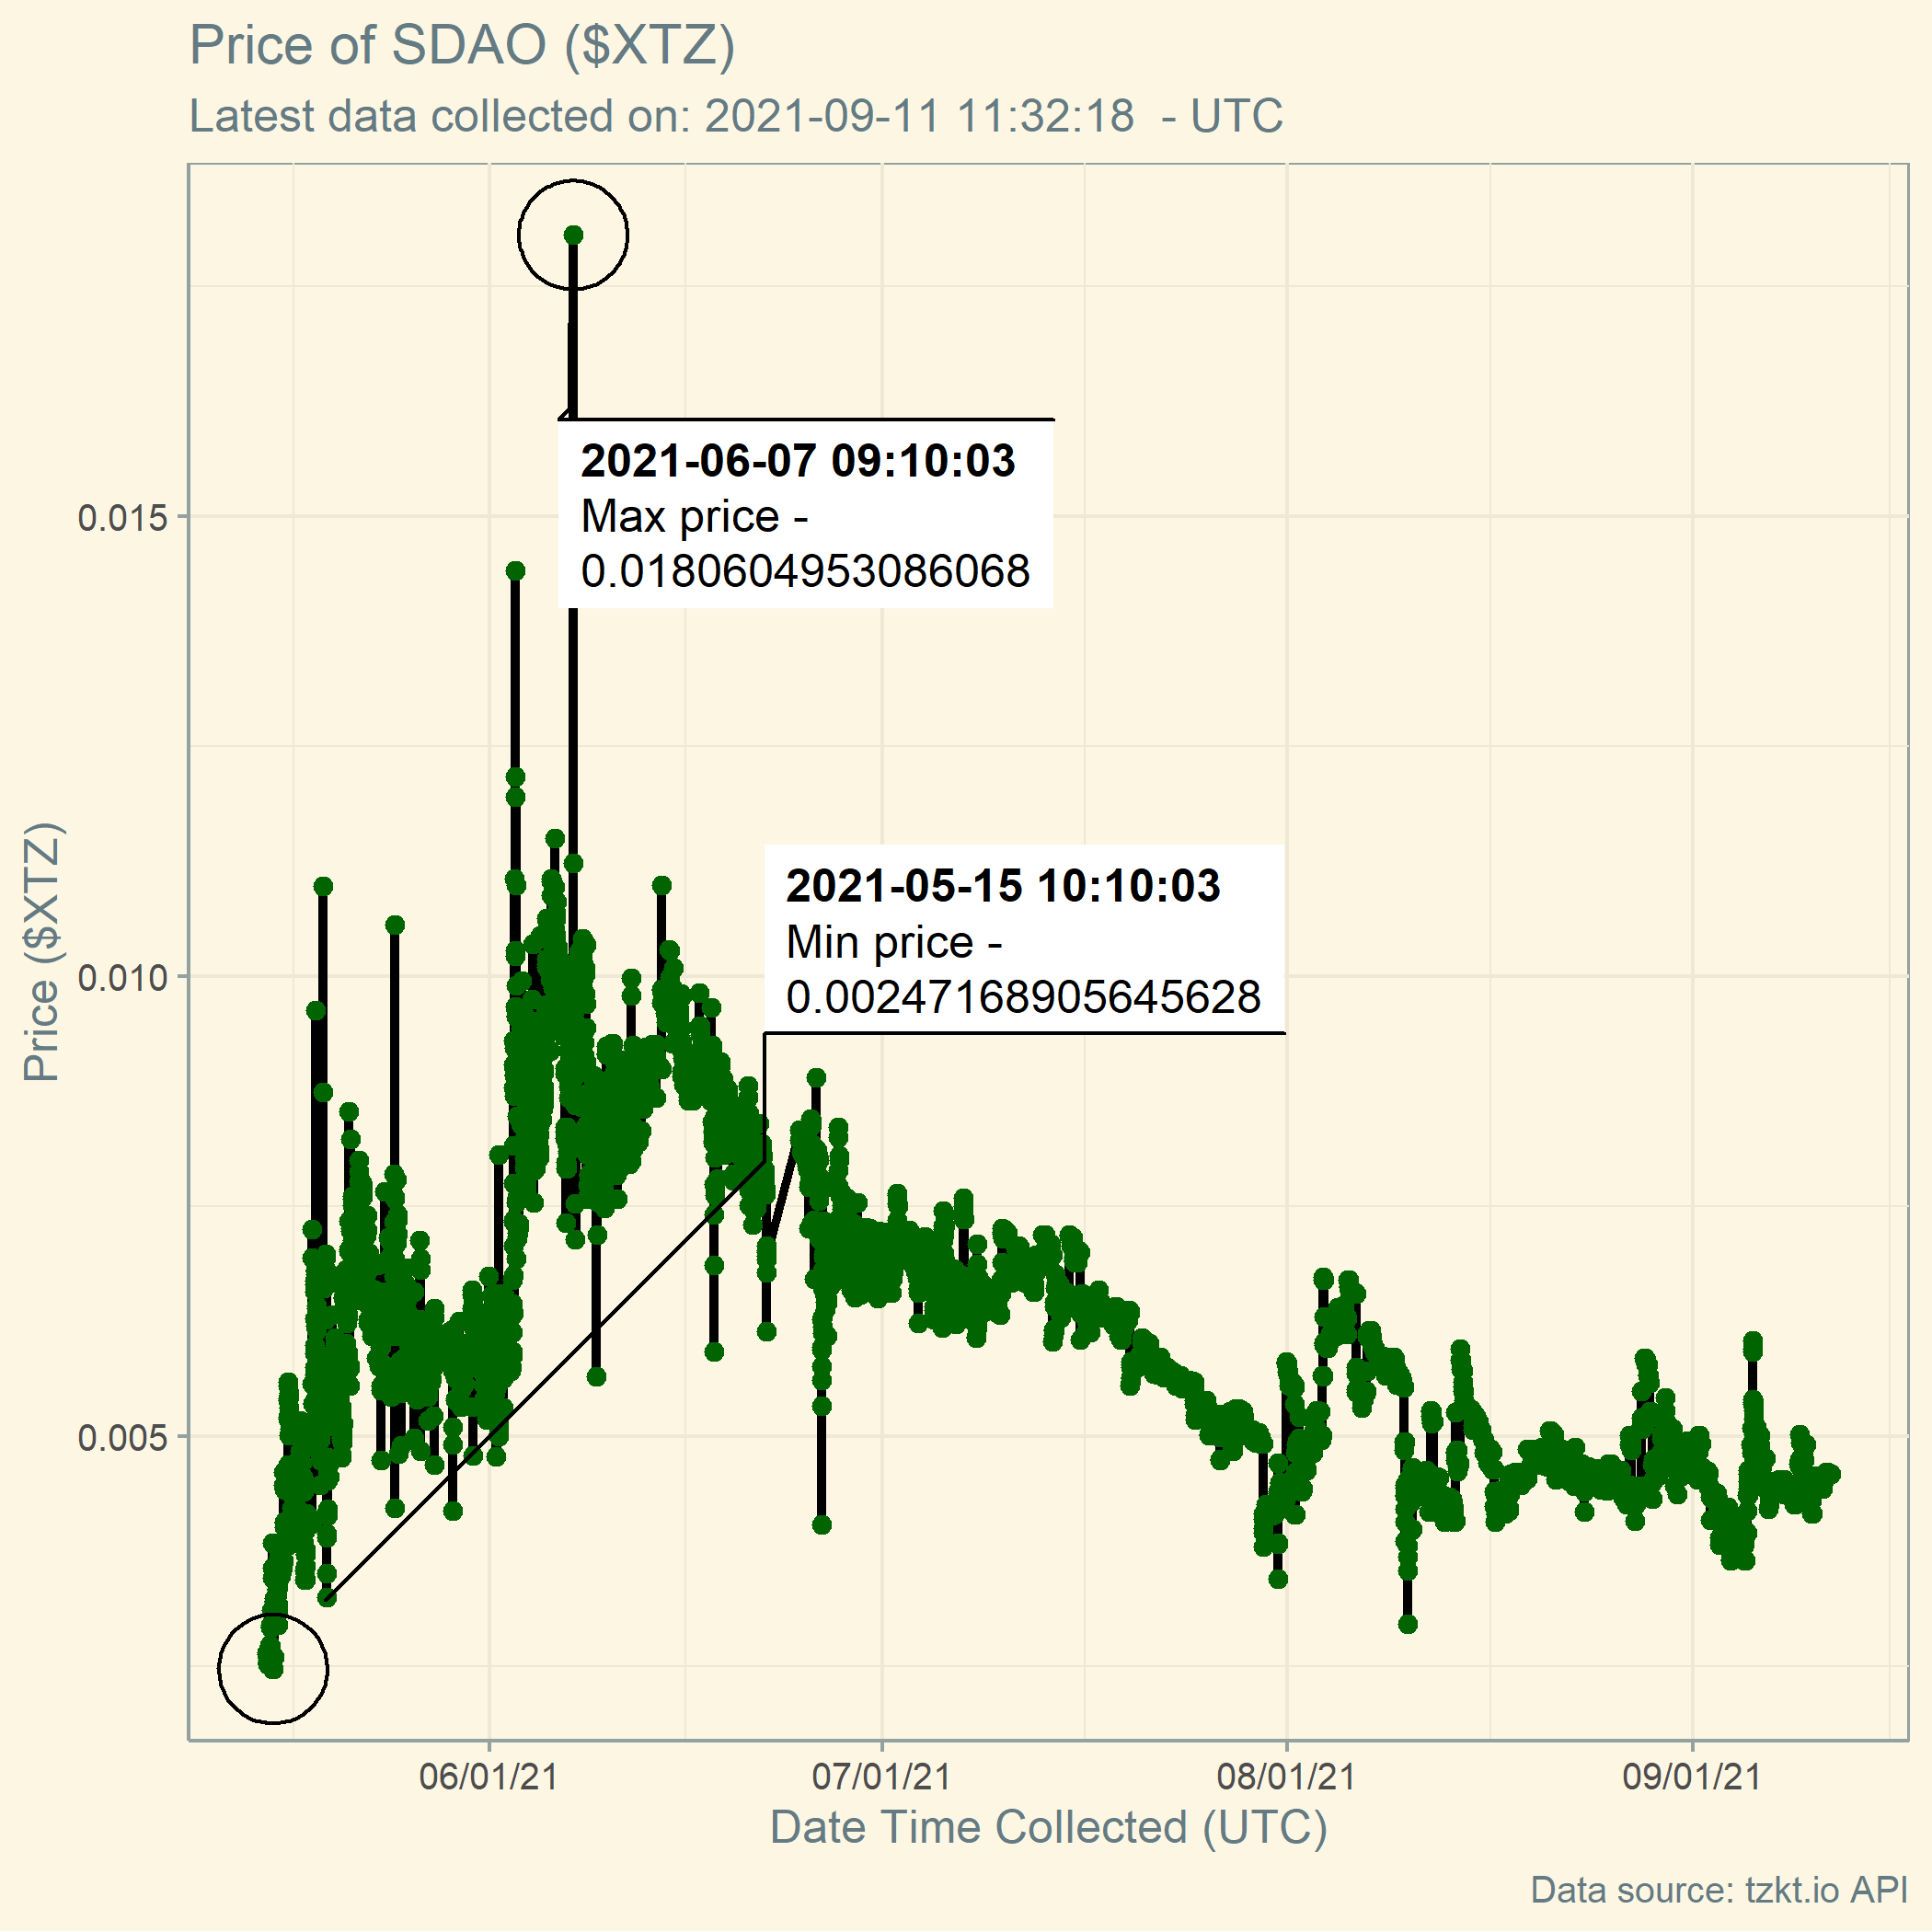 Price of SDAO ($XTZ)
Latest data collected on: 2021-09-11 11:32:18  - UTC
2021-06-07 09:10:03
Max price -
0.0180604953086068
0.015
2021-05-15 10:10:03
Min price -
0.00247168905645628
0.010
0.005
Price ($XTZ)
06/01/21 07/01/21 08/01/21 09/01/21
Date Time Collected (UTC)
Data source: tzkt.io API